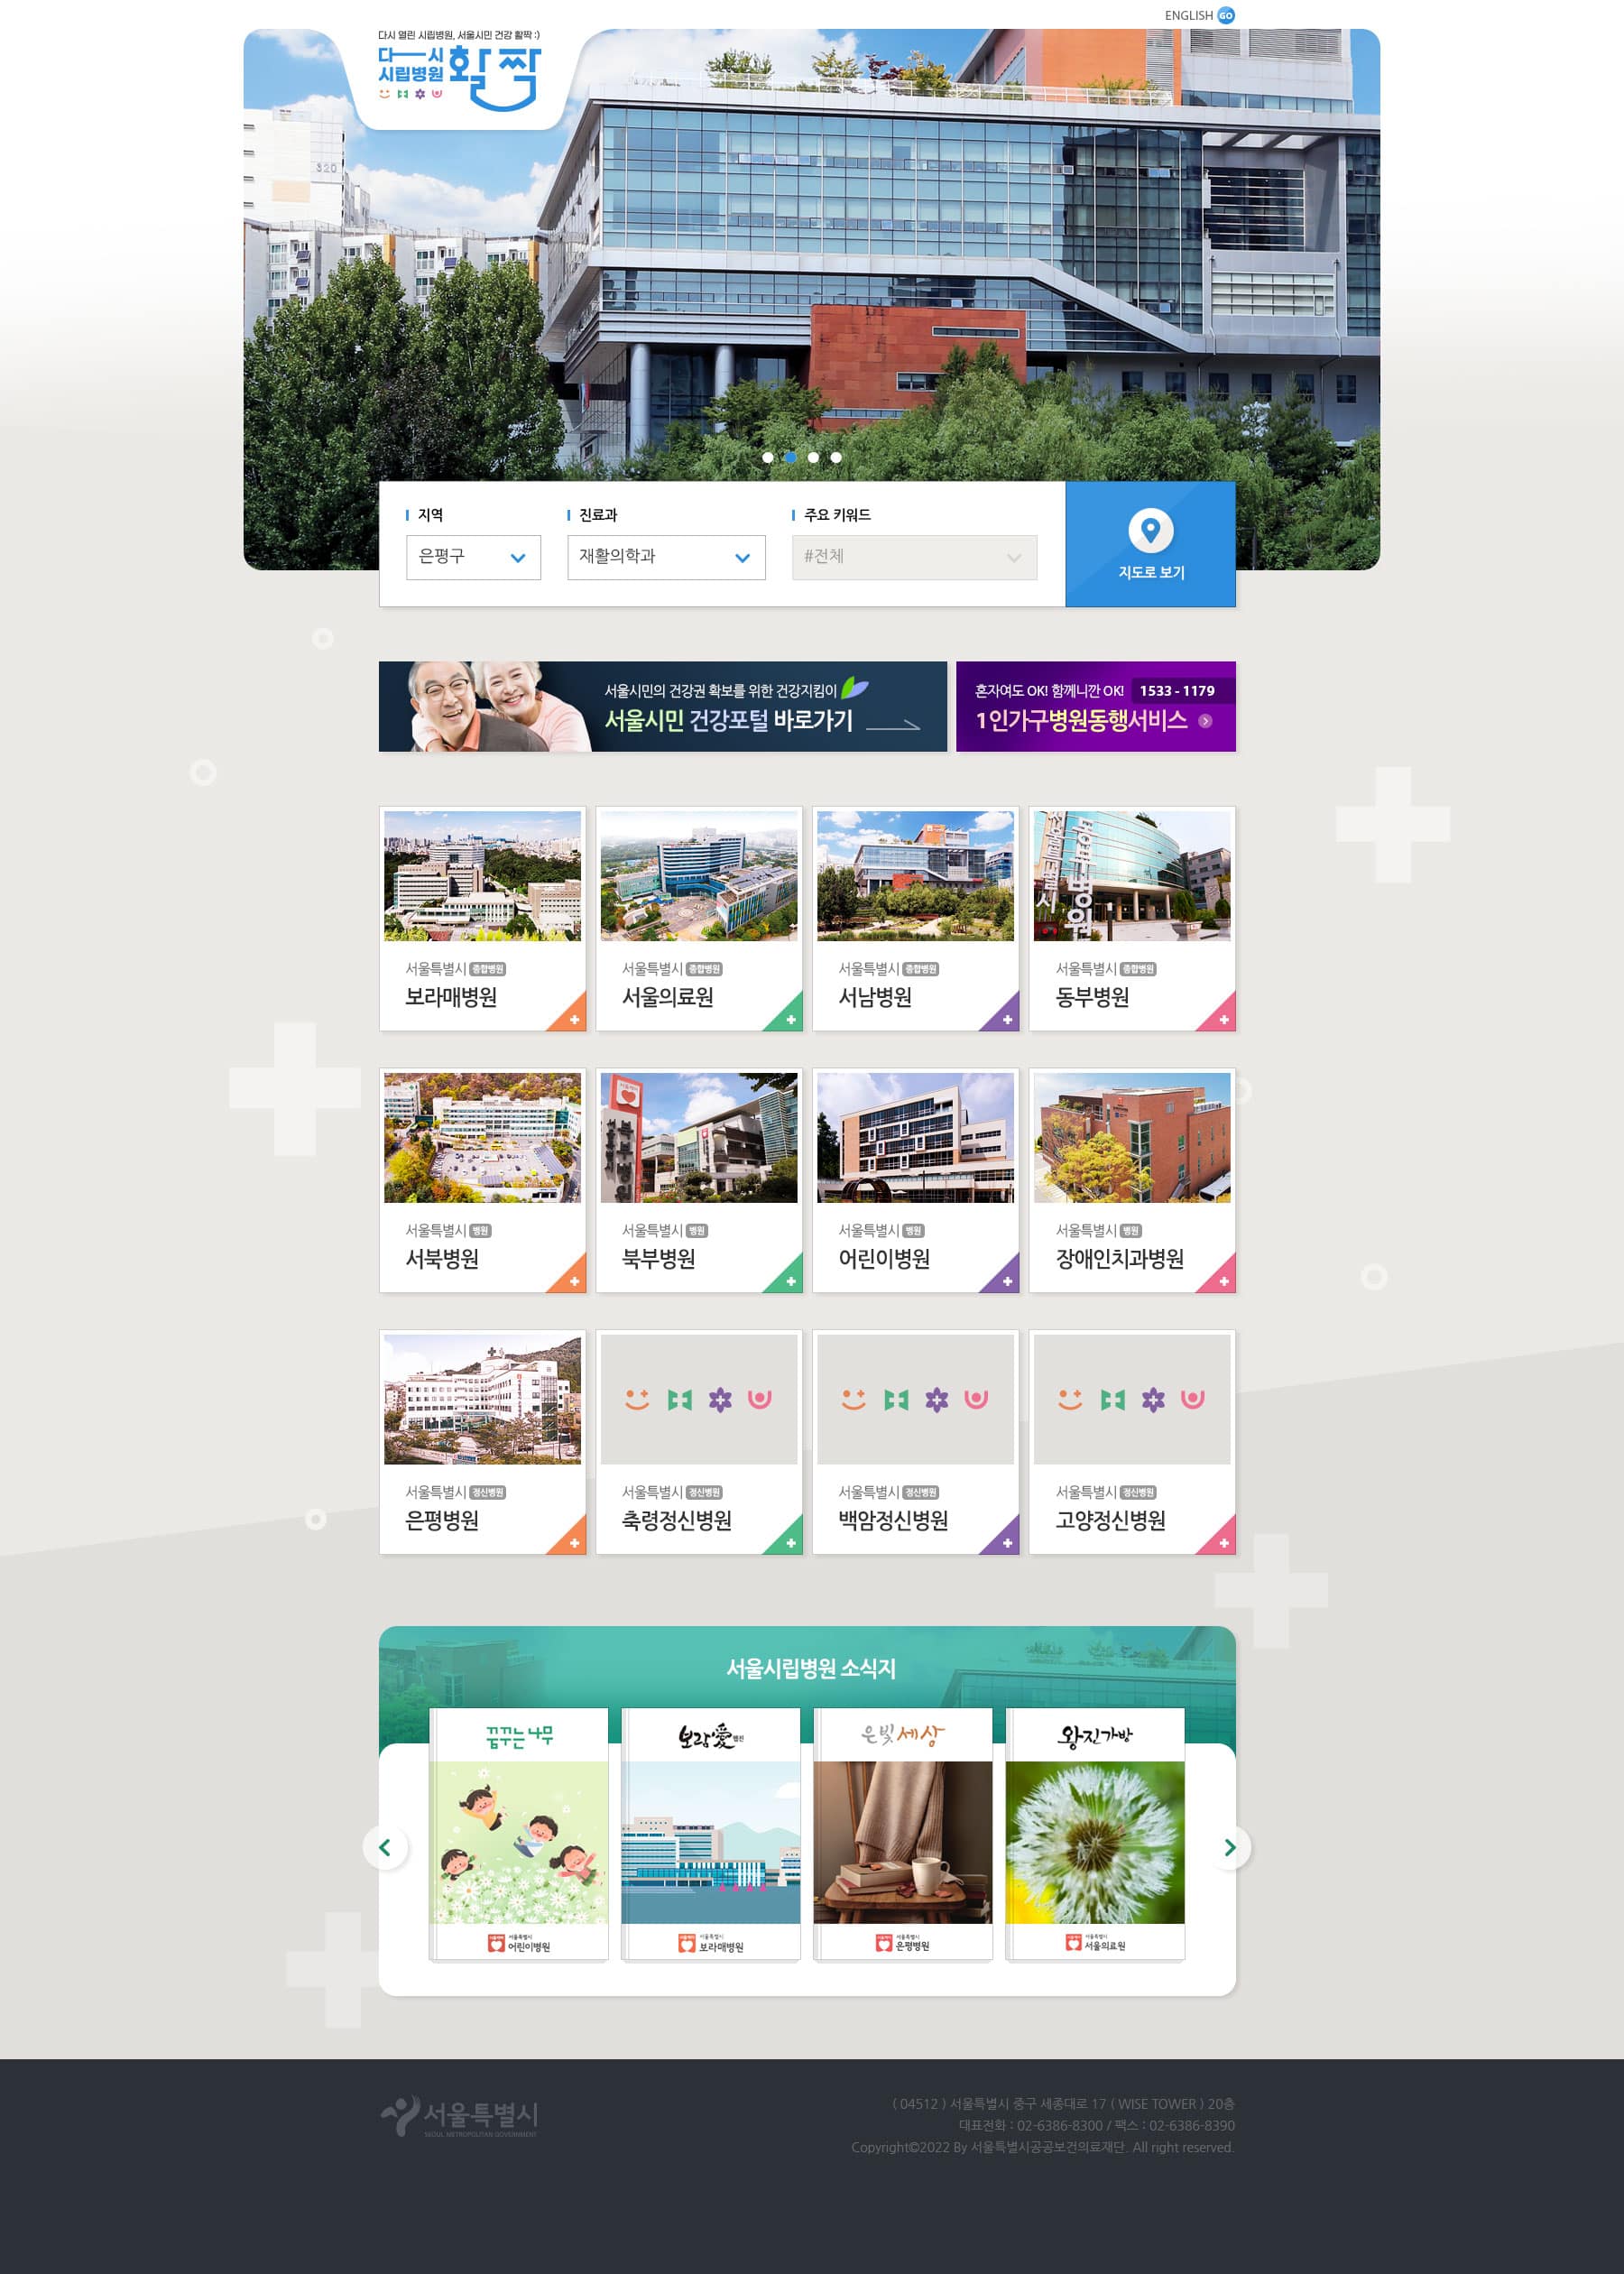 ENGLISH GO
다시 열린 시립병원, 서울시민 건강 활짝 :)
다시
시립병원
활짝
320
지역
진료과
주요 키워드
은평구
재활의학과
#전체
지도로 보기
서울시민의 건강권 확보를 위한 건강지킴이
서울시민 건강포털 바로가기
혼자여도 OK! 함께니깐 OK! 1533 - 1179
1인가구병원동행서비스
서울특별시 종합병원
보라매병원
서울특별시 종합병원
서울의료원
서울특별시 종합병원
서남병원
서울특별시 종합병원
동부병원
서울특별시 병원
서북병원
서울특별시 병원
북부병원
서울특별시 병원
어린이병원
서울특별시 병원
장애인치과병원
서울특별시 정신병원
은평병원
서울특별시 정신병원
축령정신병원
서울특별시 정신병원
백암정신병원
서울특별시 정신병원
고양정신병원
서울시립병원 소식지
꿈꾸는 나무
서울특별시
어린이병원
보람愛
서울특별시
보라매병원
은빛세상
서울특별시
은평병원
왕진가방
서울특별시
서울의료원
서울특별시
SEOUL METROPOLITAN GOVERNMENT
( 04512 ) 서울특별시 중구 세종대로 17 ( WISE TOWER ) 20층
대표전화 : 02-6386-8300 / 팩스 : 02-6386-8390
Copyright©2022 By 서울특별시공공보건의료재단. All right reserved.